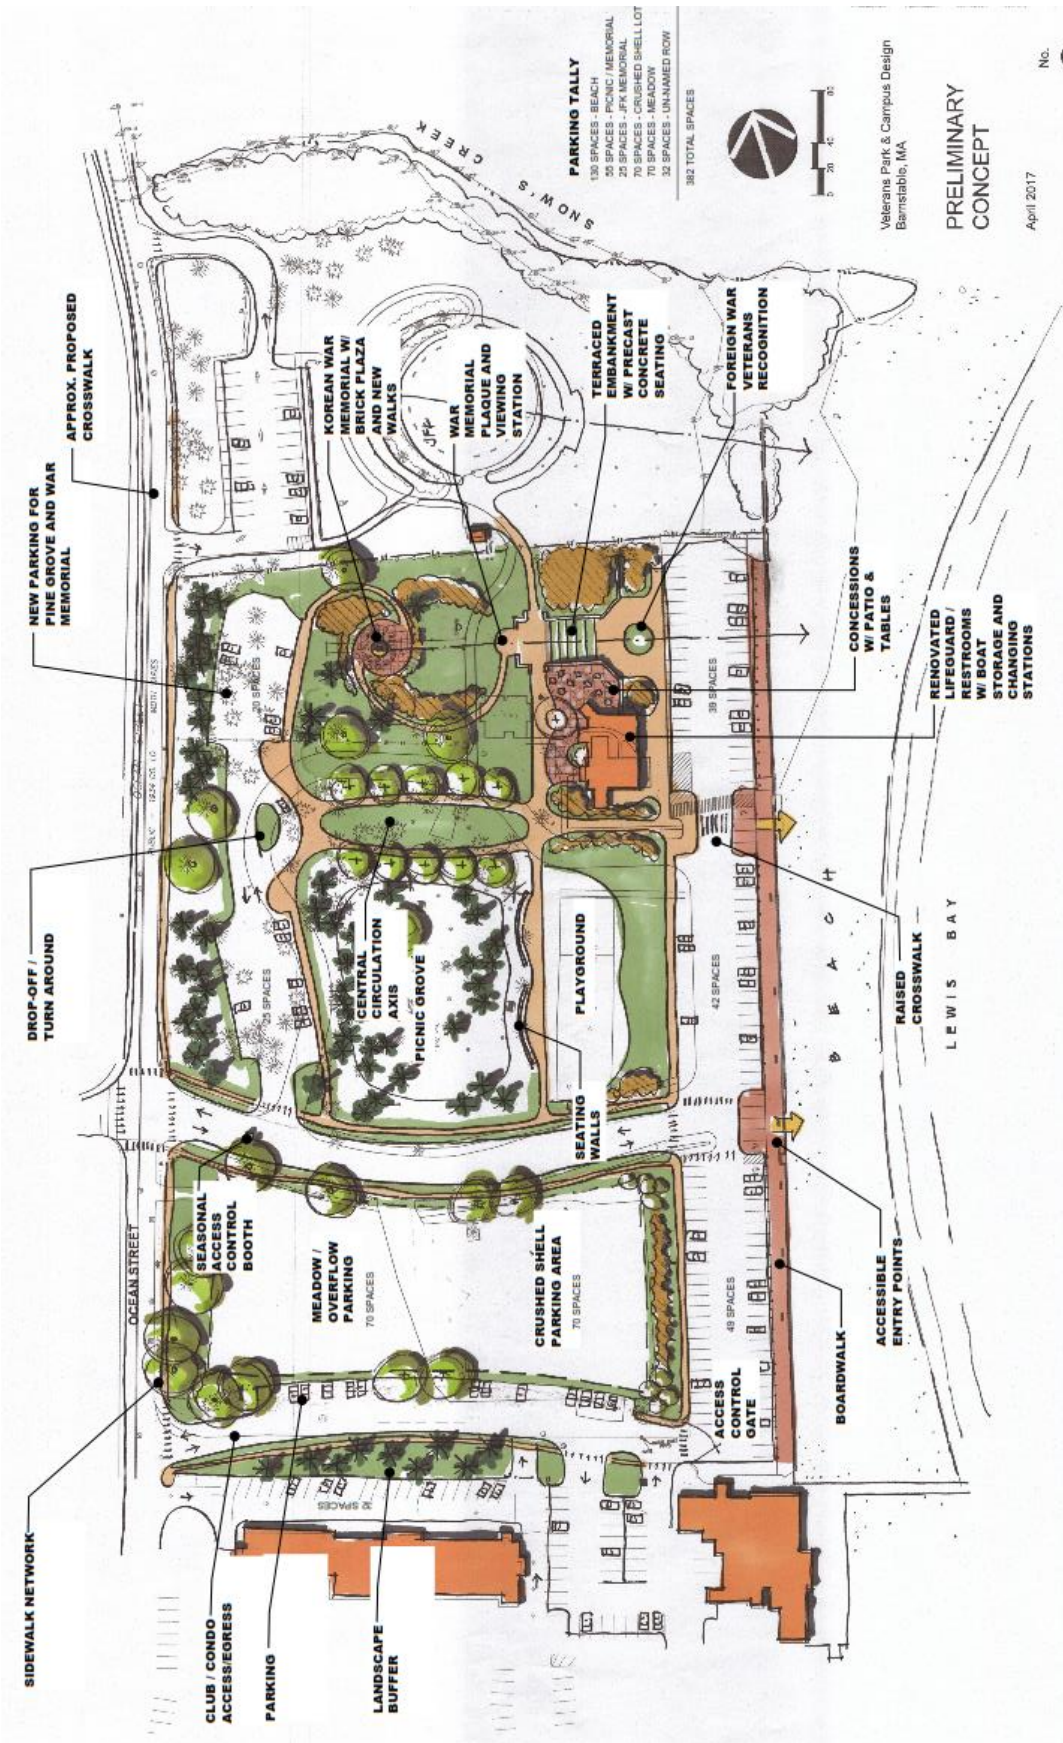 SIDEWALK NETWORK
DROP-OFF /
TURN AROUND
NEW PARKING FOR
PINE GROVE AND WAR
MEMORIAL
APPROX. PROPOSED
CROSSWALK
OCEAN STREET
CLUB / CONDO
ACCESS/EGRESS
PARKING
LANDSCAPE
BUFFER
32 SPACES
SEASONAL
ACCESS
CONTROL
BOOTH
MEADOW /
OVERFLOW
PARKING
70 SPACES
CRUSHED SHELL
PARKING AREA
70 SPACES
25 SPACES
CENTRAL
CIRCULATION
AXIS
PICNIC GROVE
PLAYGROUND
SEATING
WALLS
KOREAN WAR
MEMORIAL W/
BRICK PLAZA
AND NEW
WALKS
WAR
MEMORIAL
PLAQUE AND
VIEWING
STATION
JFK
TERRACED
EMBANKMENT
W/ PRECAST
CONCRETE
SEATING
FOREIGN WAR
VETERANS
RECOGNITION
SNOW'S CREEK
ACCESS
CONTROL
GATE
49 SPACES
42 SPACES
39 SPACES
BOARDWALK
ACCESSIBLE
ENTRY POINTS
RAISED
CROSSWALK
CONCESSIONS
W/ PATIO &
TABLES
RENOVATED
LIFEGUARD /
RESTROOMS
W/ BOAT
STORAGE AND
CHANGING
STATIONS
BEACH
LEWIS BAY
PARKING TALLY
130 SPACES - BEACH
55 SPACES - PICNIC / MEMORIAL
25 SPACES - JFK MEMORIAL
70 SPACES - CRUSHED SHELL LOT
70 SPACES - MEADOW
32 SPACES - UN-NAMED ROW
382 TOTAL SPACES
0 20 40 80
Veterans Park & Campus Design
Barnstable, MA
PRELIMINARY
CONCEPT
April 2017
No.